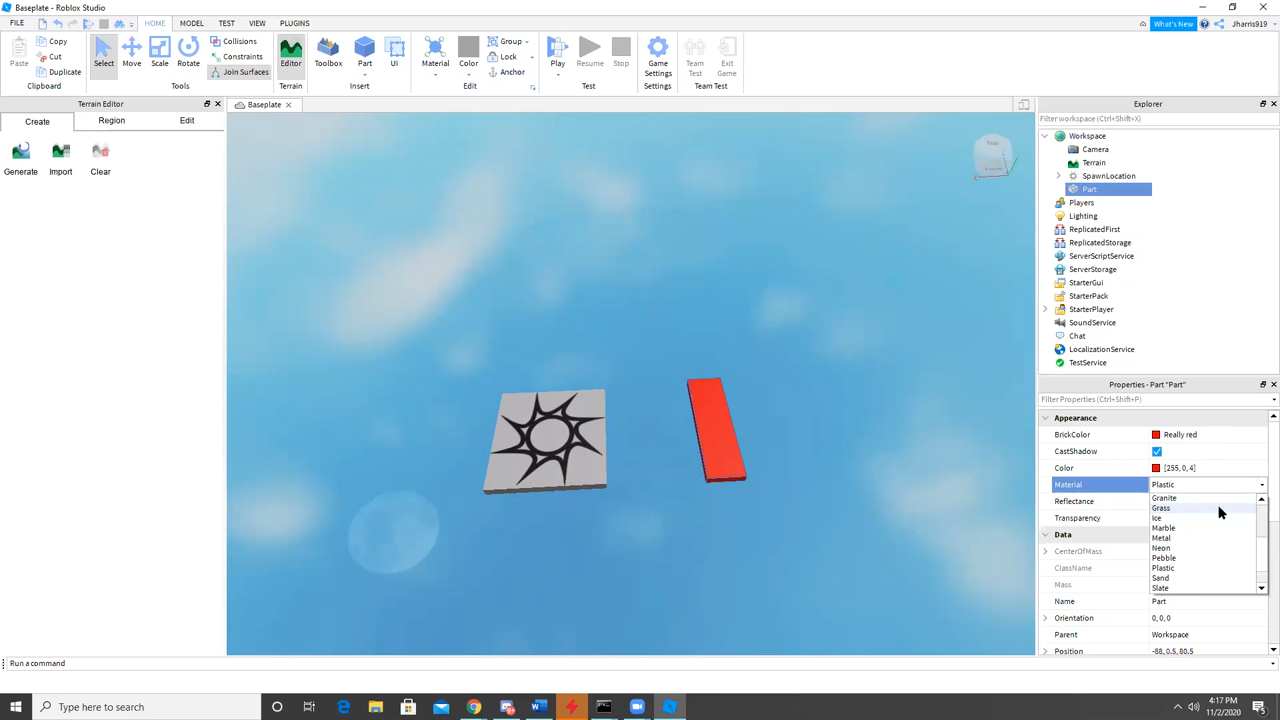 Baseplate - Roblox Studio
FILE HOME MODEL TEST VIEW PLUGINS What's New Jharris919
Copy Collisions Group
Cut Constraints Lock
Paste Duplicate Select Move Scale Rotate Join Surfaces Editor Toolbox Part UI Material Color Anchor Play Resume Stop Game Settings Team Test Exit Game
Clipboard Tools Terrain Insert Edit Test Settings Team Test
Terrain Editor
Create Region Edit
Generate Import Clear
Baseplate
Explorer
Filter workspace (Ctrl+Shift+X)
Workspace
Camera
Terrain
SpawnLocation
Part
Players
Lighting
ReplicatedFirst
ReplicatedStorage
ServerScriptService
ServerStorage
StarterGui
StarterPack
StarterPlayer
SoundService
Chat
LocalizationService
TestService
Properties - Part "Part"
Filter Properties (Ctrl+Shift+P)
Appearance
BrickColor Really red
CastShadow
Color [255, 0, 4]
Material Plastic
Reflectance
Transparency
Data
CenterOfMass
ClassName
Mass
Granite
Grass
Ice
Marble
Metal
Neon
Pebble
Plastic
Sand
Slate
Name Part
Orientation 0, 0, 0
Parent Workspace
Position -88, 0.5, 80.5
Run a command
Type here to search
4:17 PM
11/2/2020